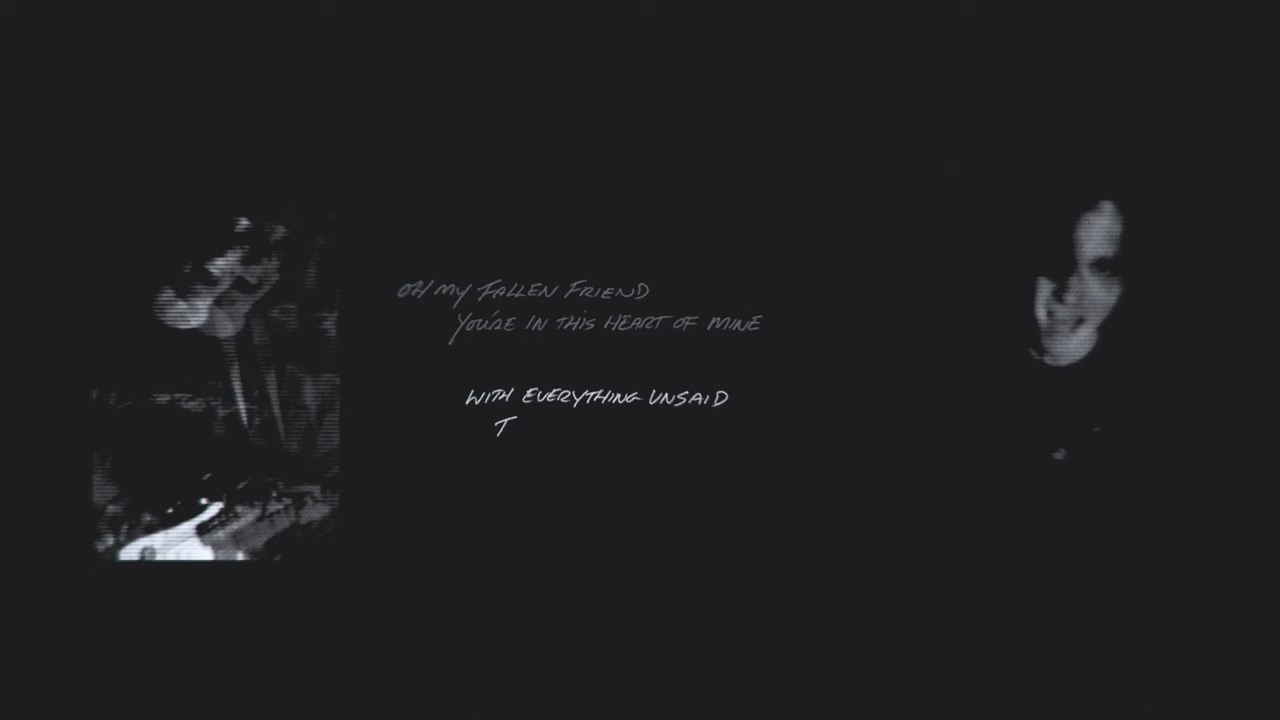 OH MY FALLEN FRIEND
YOU'RE IN THIS HEART OF MINE
WITH EVERYTHING UNSAID
T